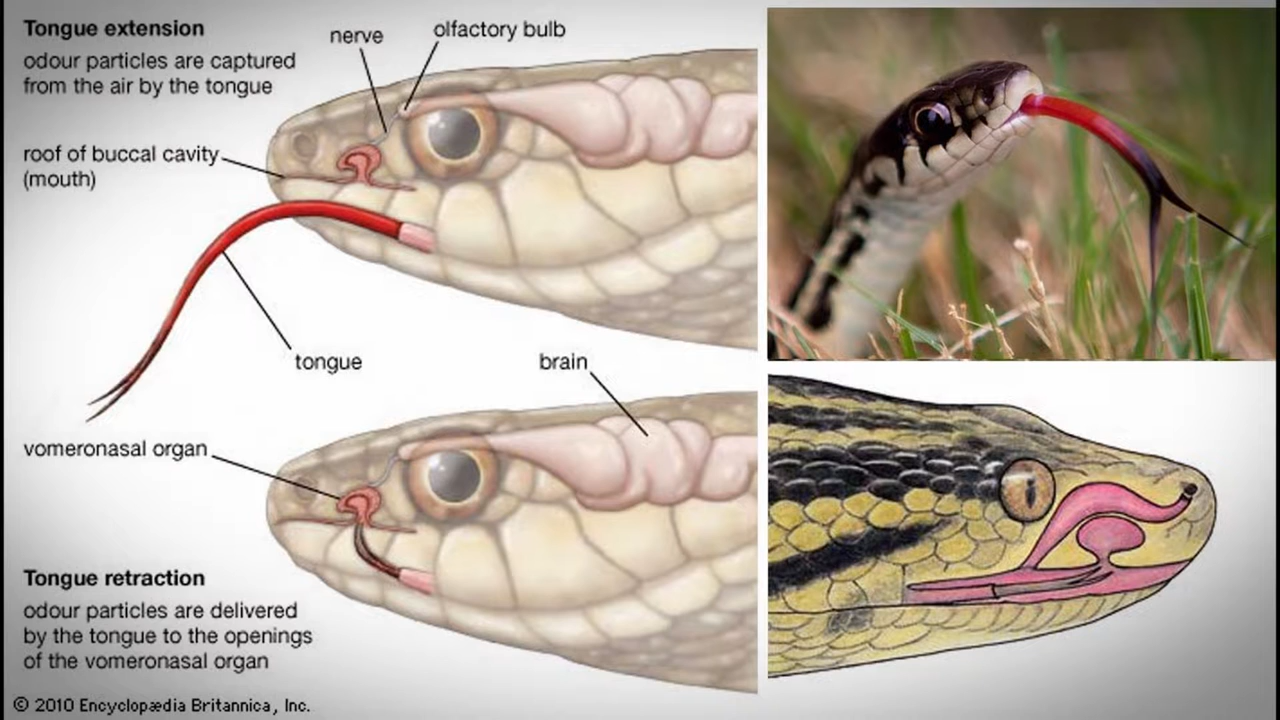 Tongue extension
odour particles are captured
from the air by the tongue
nerve
olfactory bulb
roof of buccal cavity
(mouth)
tongue
brain
vomeronasal organ
Tongue retraction
odour particles are delivered
by the tongue to the openings
of the vomeronasal organ
© 2010 Encyclopædia Britannica, Inc.